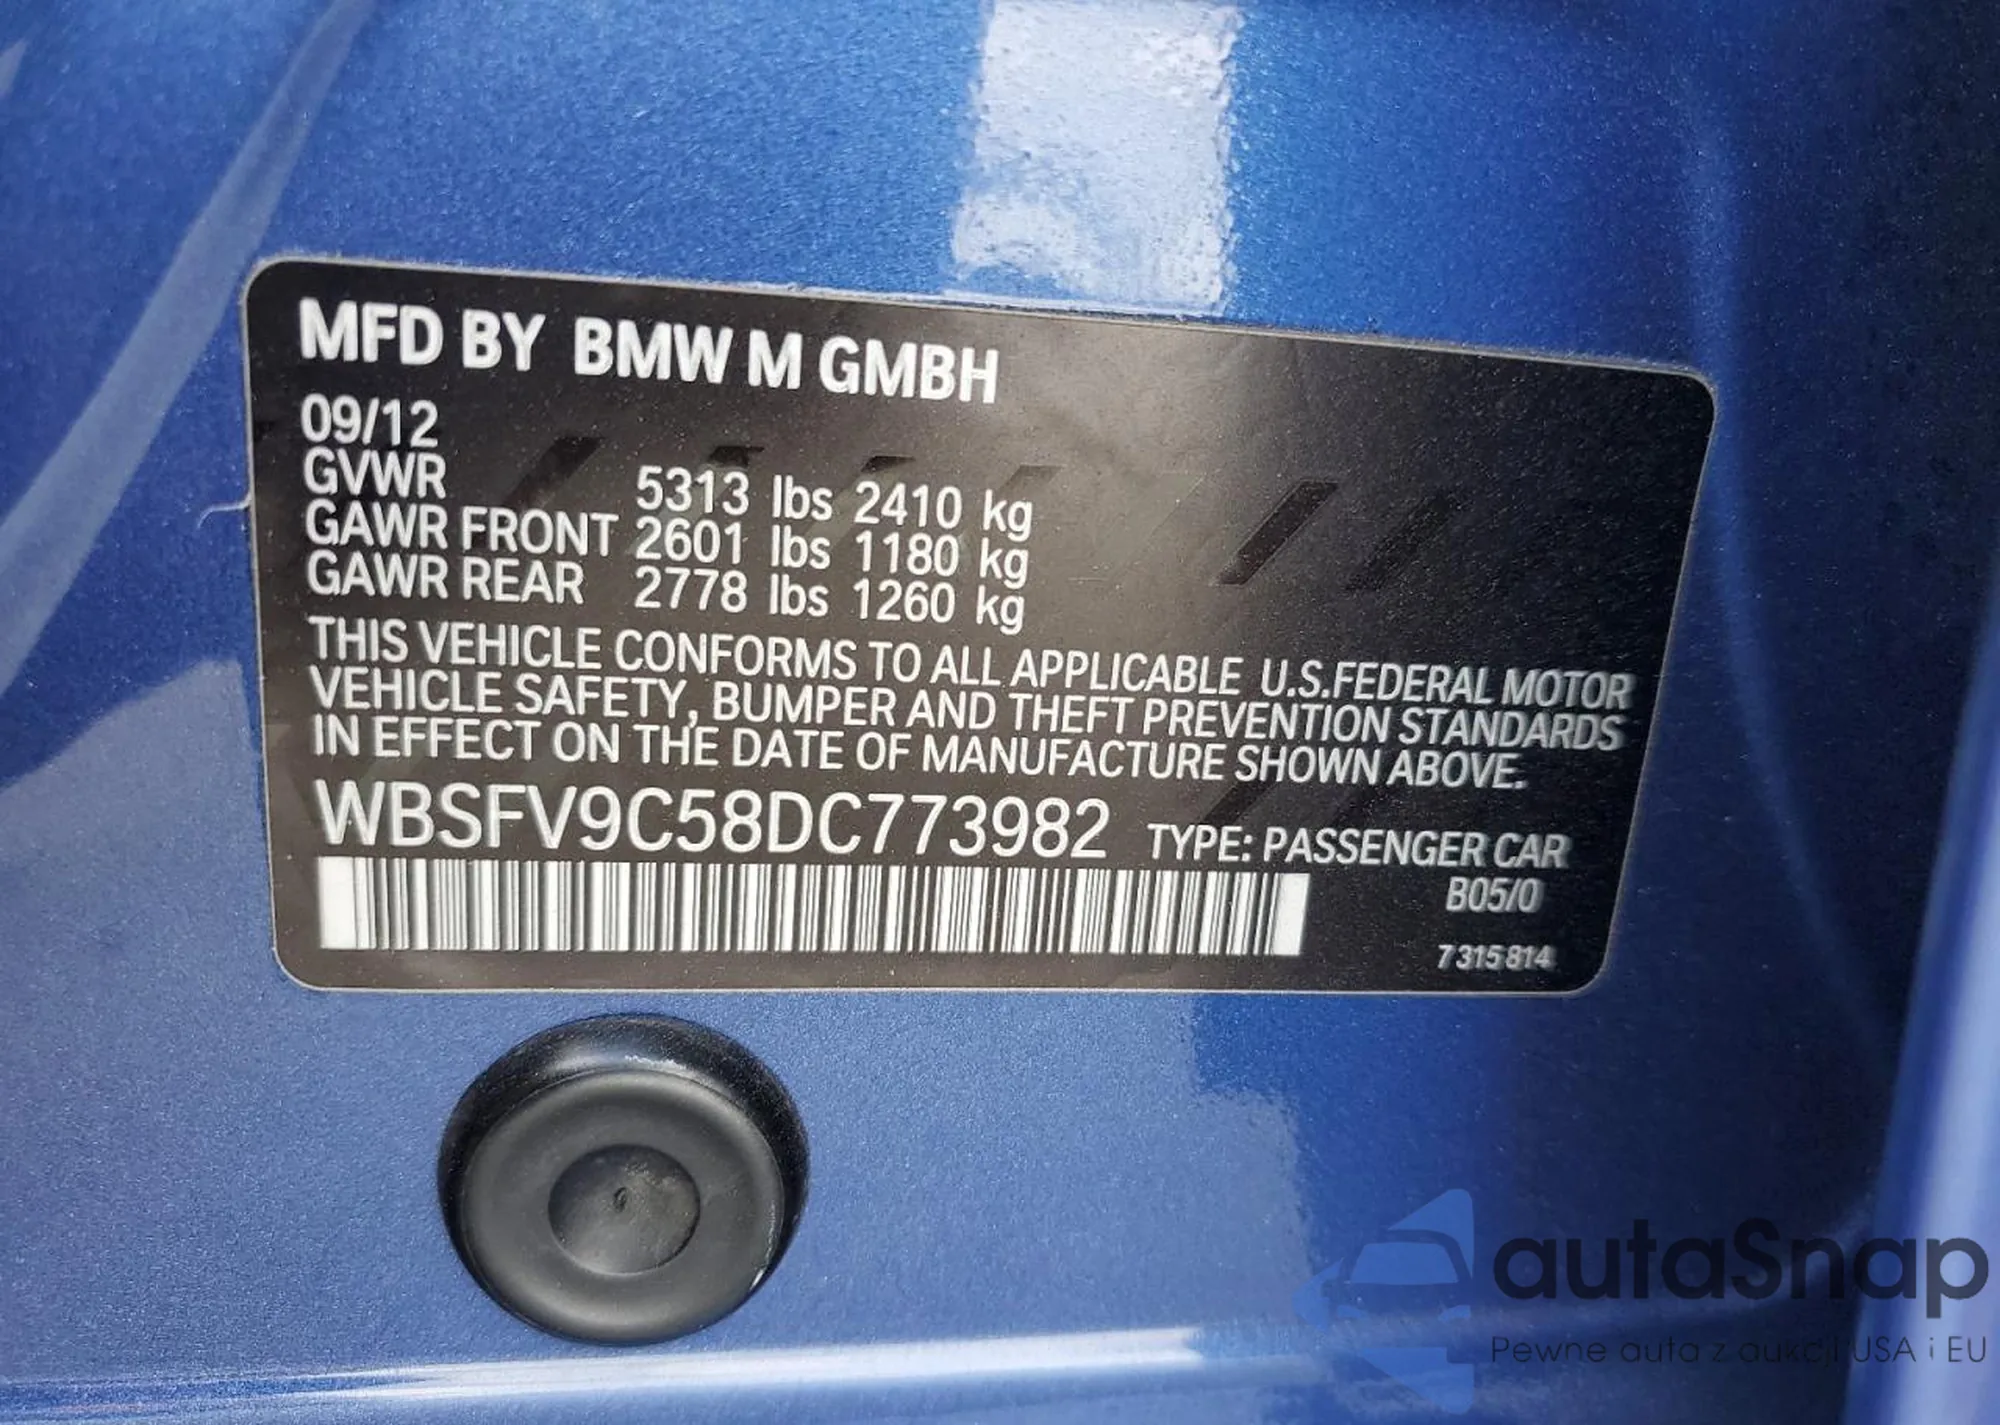 MFD BY BMW M GMBH
09/12
GVWR 5313 lbs 2410 kg
GAWR FRONT 2601 lbs 1180 kg
GAWR REAR 2778 lbs 1260 kg
THIS VEHICLE CONFORMS TO ALL APPLICABLE U.S.FEDERAL MOTOR
VEHICLE SAFETY, BUMPER AND THEFT PREVENTION STANDARDS
IN EFFECT ON THE DATE OF MANUFACTURE SHOWN ABOVE.
WBSFV9C58DC773982 TYPE: PASSENGER CAR
B05/0
7 315 814
autaSnap
Pewne auta z aukcji USA i EU